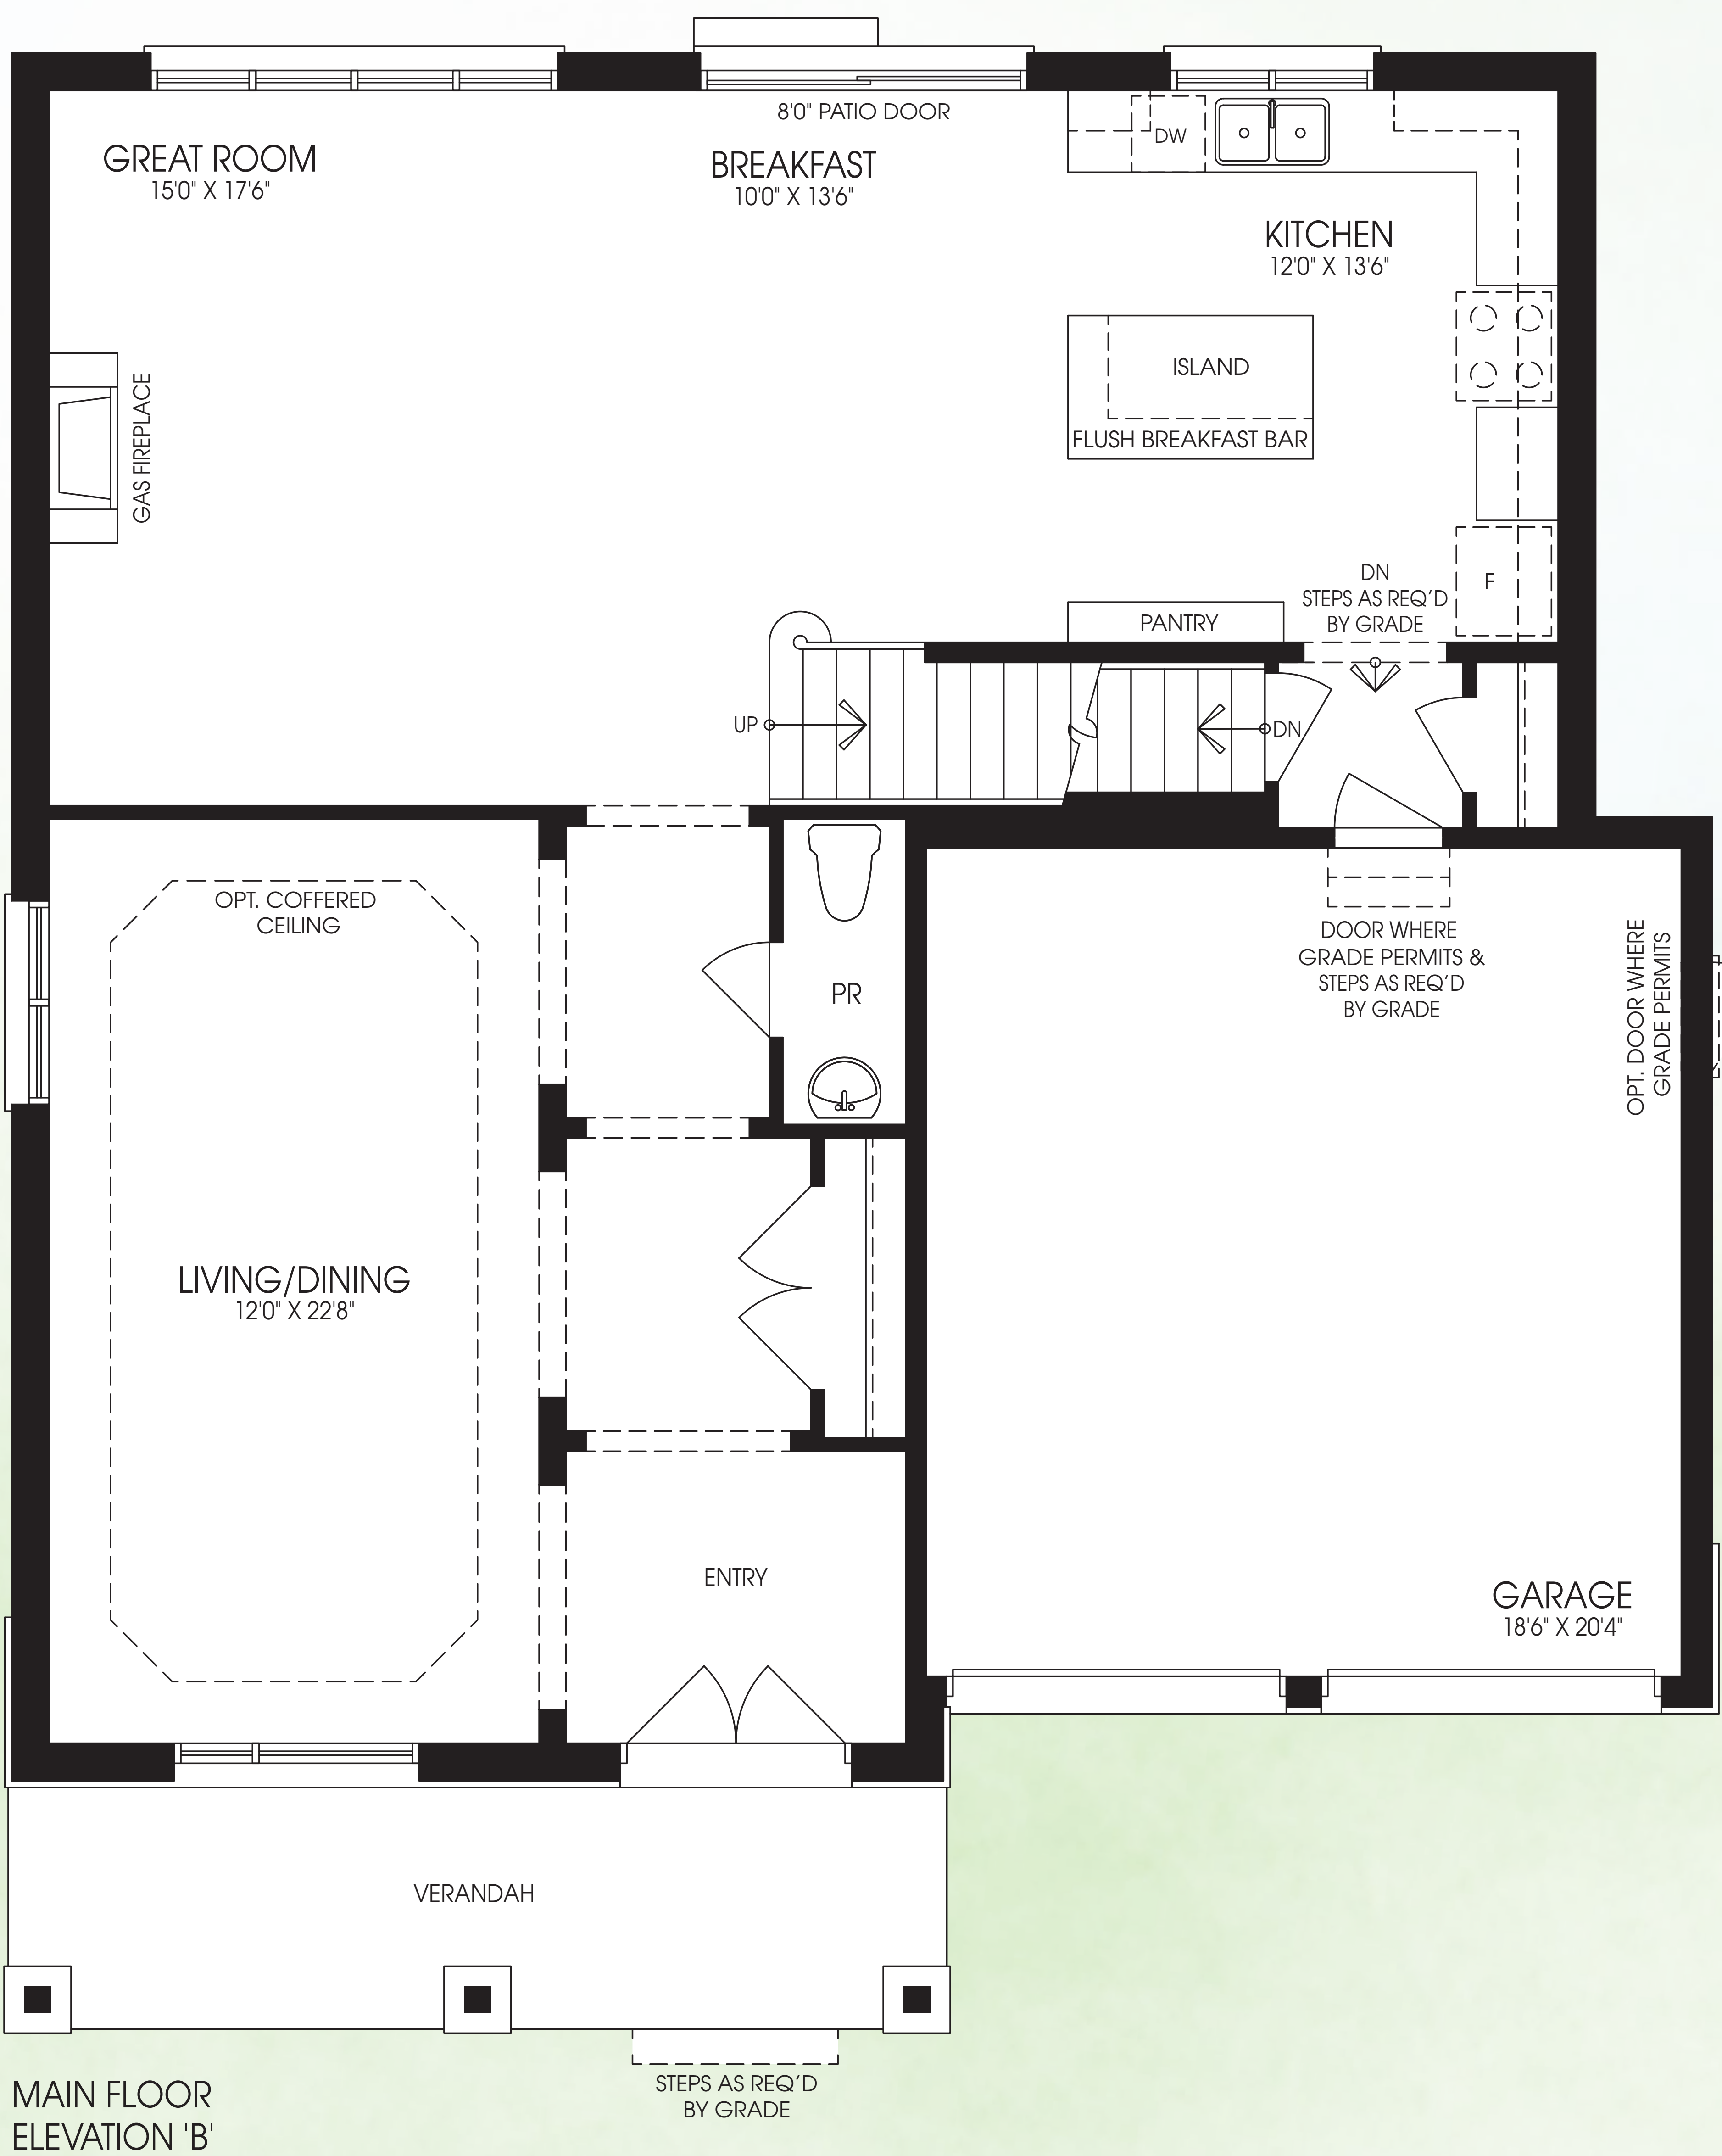 8'0" PATIO DOOR
GREAT ROOM
15'0" X 17'6"
BREAKFAST
10'0" X 13'6"
DW
KITCHEN
12'0" X 13'6"
ISLAND
FLUSH BREAKFAST BAR
GAS FIREPLACE
DN
STEPS AS REQ'D
BY GRADE
F
PANTRY
UP
DN
OPT. COFFERED
CEILING
PR
DOOR WHERE
GRADE PERMITS &
STEPS AS REQ'D
BY GRADE
OPT. DOOR WHERE
GRADE PERMITS
LIVING/DINING
12'0" X 22'8"
ENTRY
GARAGE
18'6" X 20'4"
VERANDAH
STEPS AS REQ'D
BY GRADE
MAIN FLOOR
ELEVATION 'B'